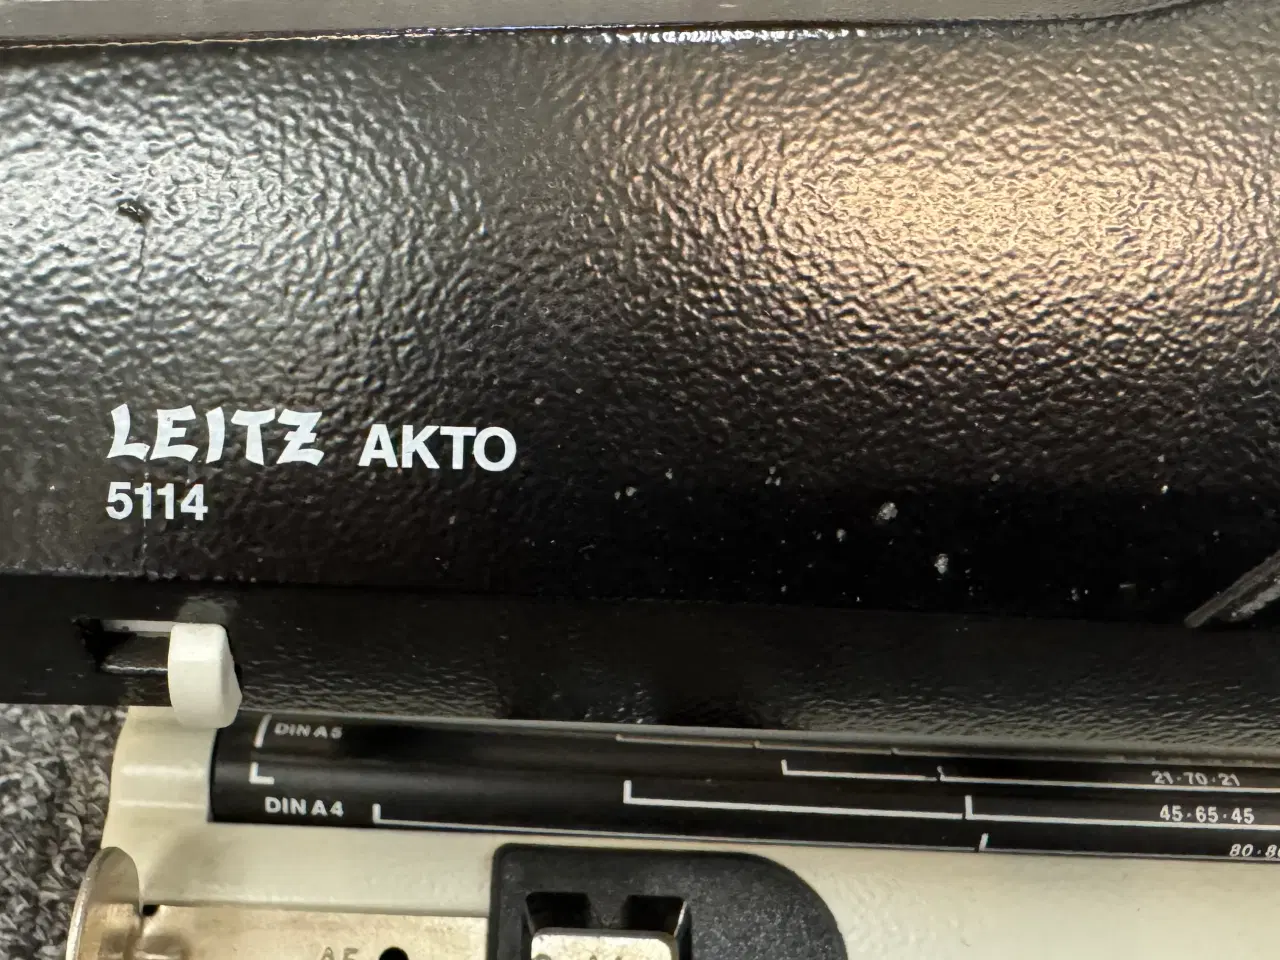 LEITZ AKTO
5114
DIN A5
21·70·21
DIN A4
45·65·45